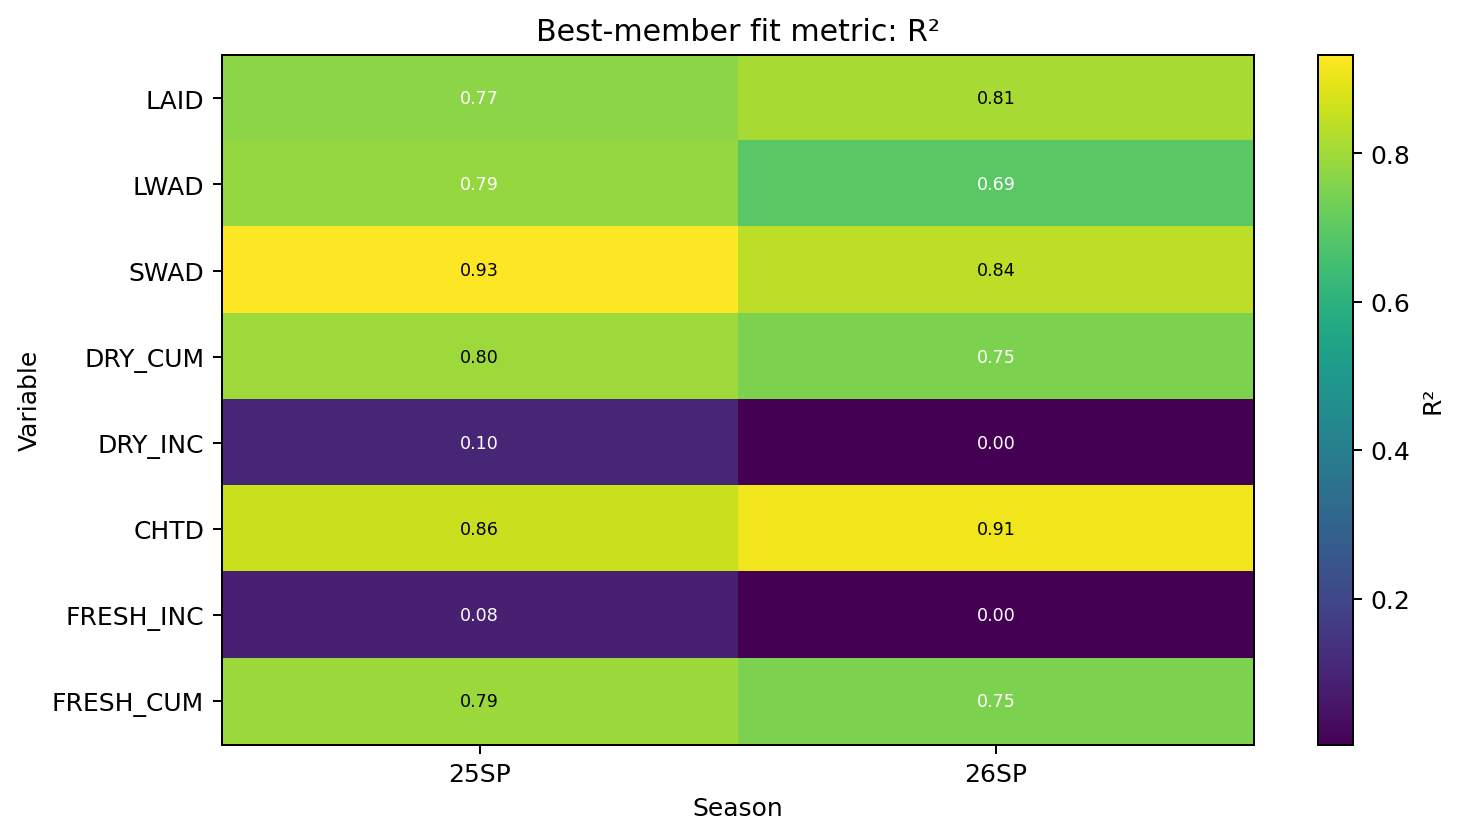 Best-member fit metric: R²
LAID 0.77 0.81
LWAD 0.79 0.69
SWAD 0.93 0.84
DRY_CUM 0.80 0.75
DRY_INC 0.10 0.00
CHTD 0.86 0.91
FRESH_INC 0.08 0.00
FRESH_CUM 0.79 0.75
25SP 26SP
Season
Variable
0.8
0.6
0.4
0.2
R²